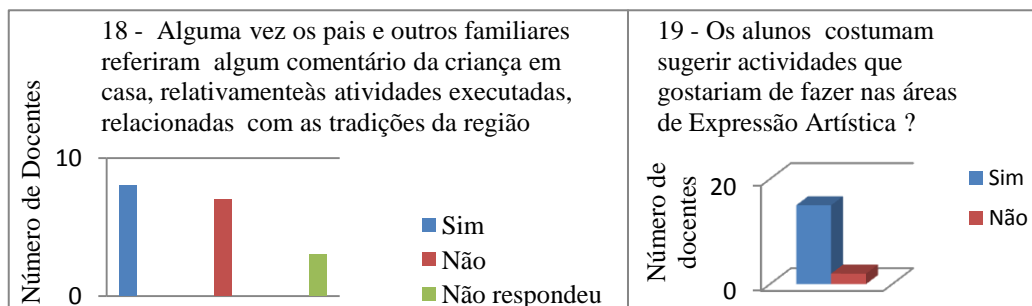 18 - Alguma vez os pais e outros familiares
referiram algum comentário da criança em
casa, relativamenteàs atividades executadas,
relacionadas com as tradições da região
Número de Docentes
10
0
Sim
Não
Não respondeu
19 - Os alunos costumam
sugerir actividades que
gostariam de fazer nas áreas
de Expressão Artística ?
Número de
docentes
20
0
Sim
Não